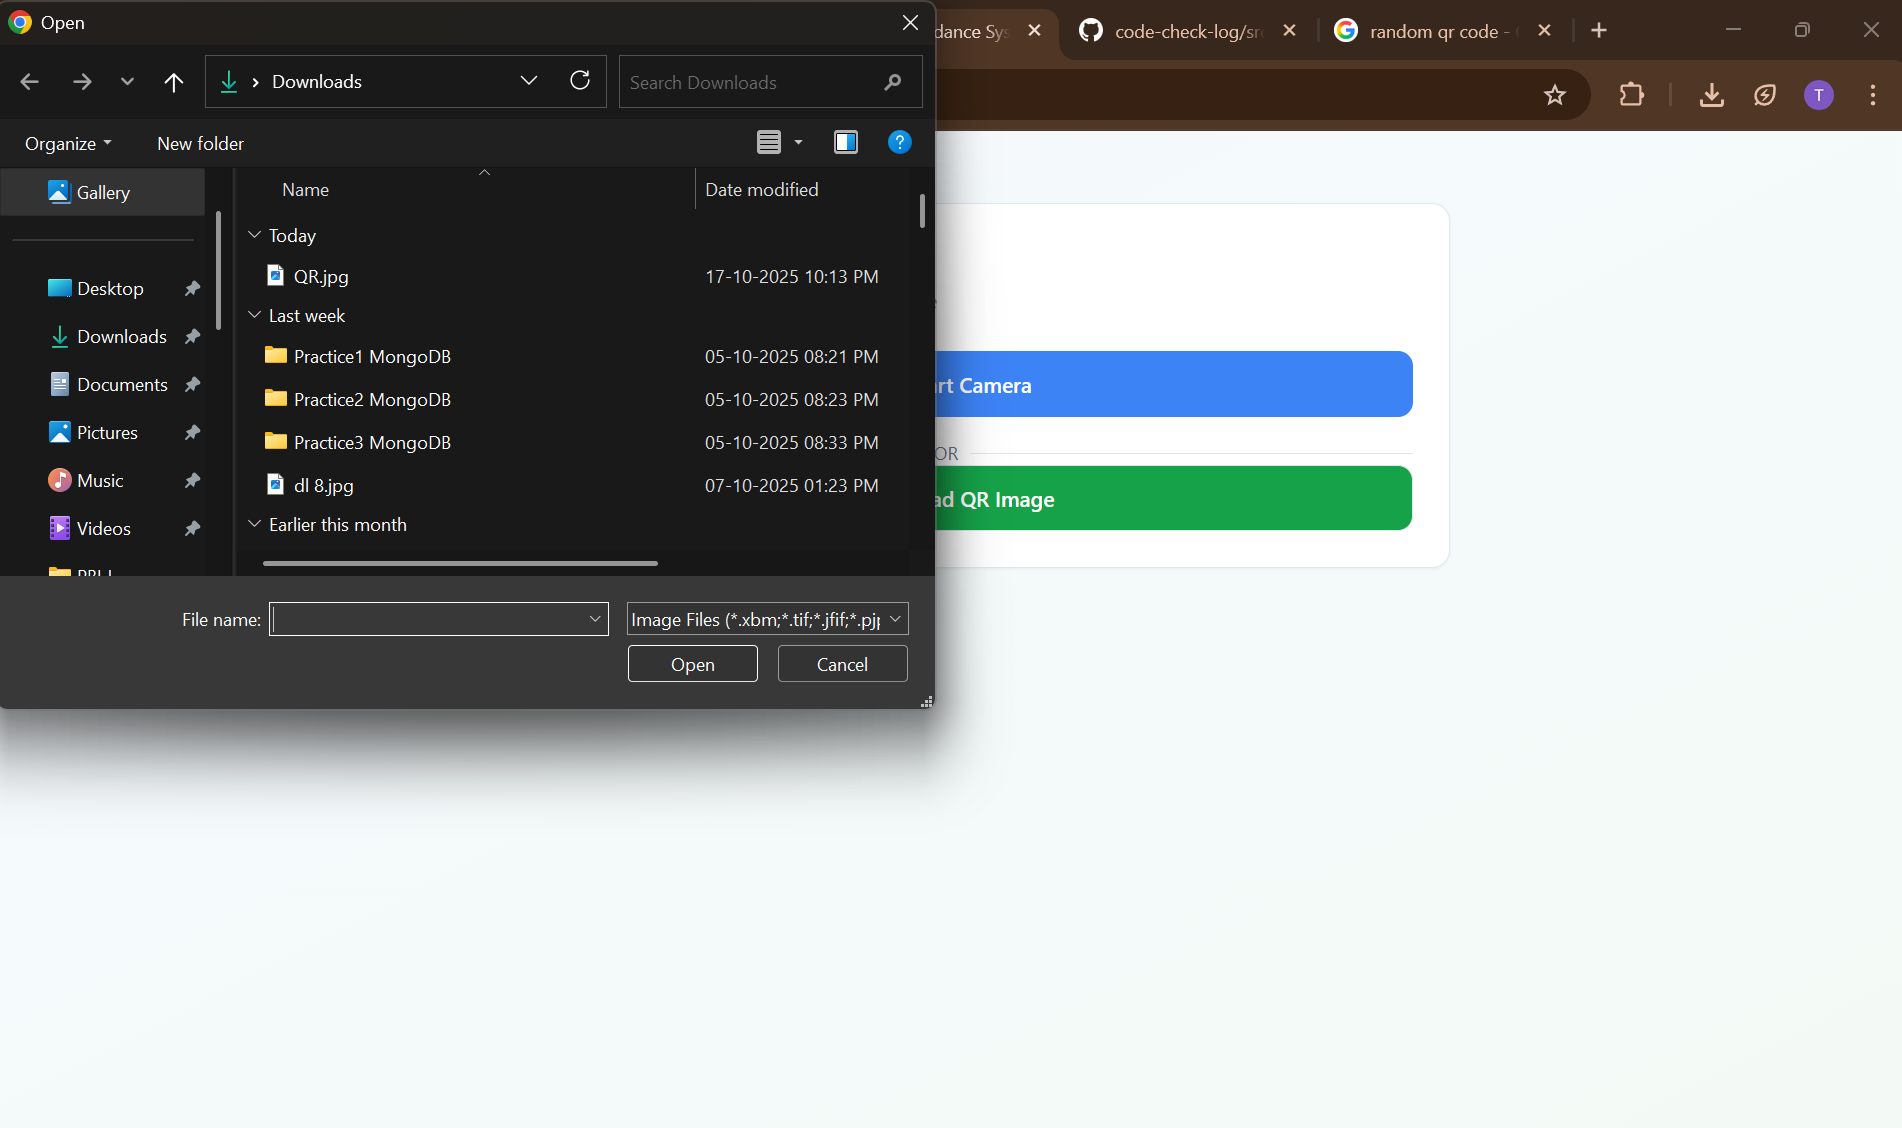 Open
dance Sys
code-check-log/src
random qr code -
Downloads
Search Downloads
T
Organize
New folder
?
Gallery
Name
Date modified
Today
QR.jpg
17-10-2025 10:13 PM
Last week
Desktop
Downloads
Practice1 MongoDB
05-10-2025 08:21 PM
Documents
Practice2 MongoDB
05-10-2025 08:23 PM
Pictures
Practice3 MongoDB
05-10-2025 08:33 PM
Music
dl 8.jpg
07-10-2025 01:23 PM
Videos
Earlier this month
rt Camera
OR
ad QR Image
File name:
Image Files (*.xbm;*.tif;*.jfif;*.pjp
Open
Cancel